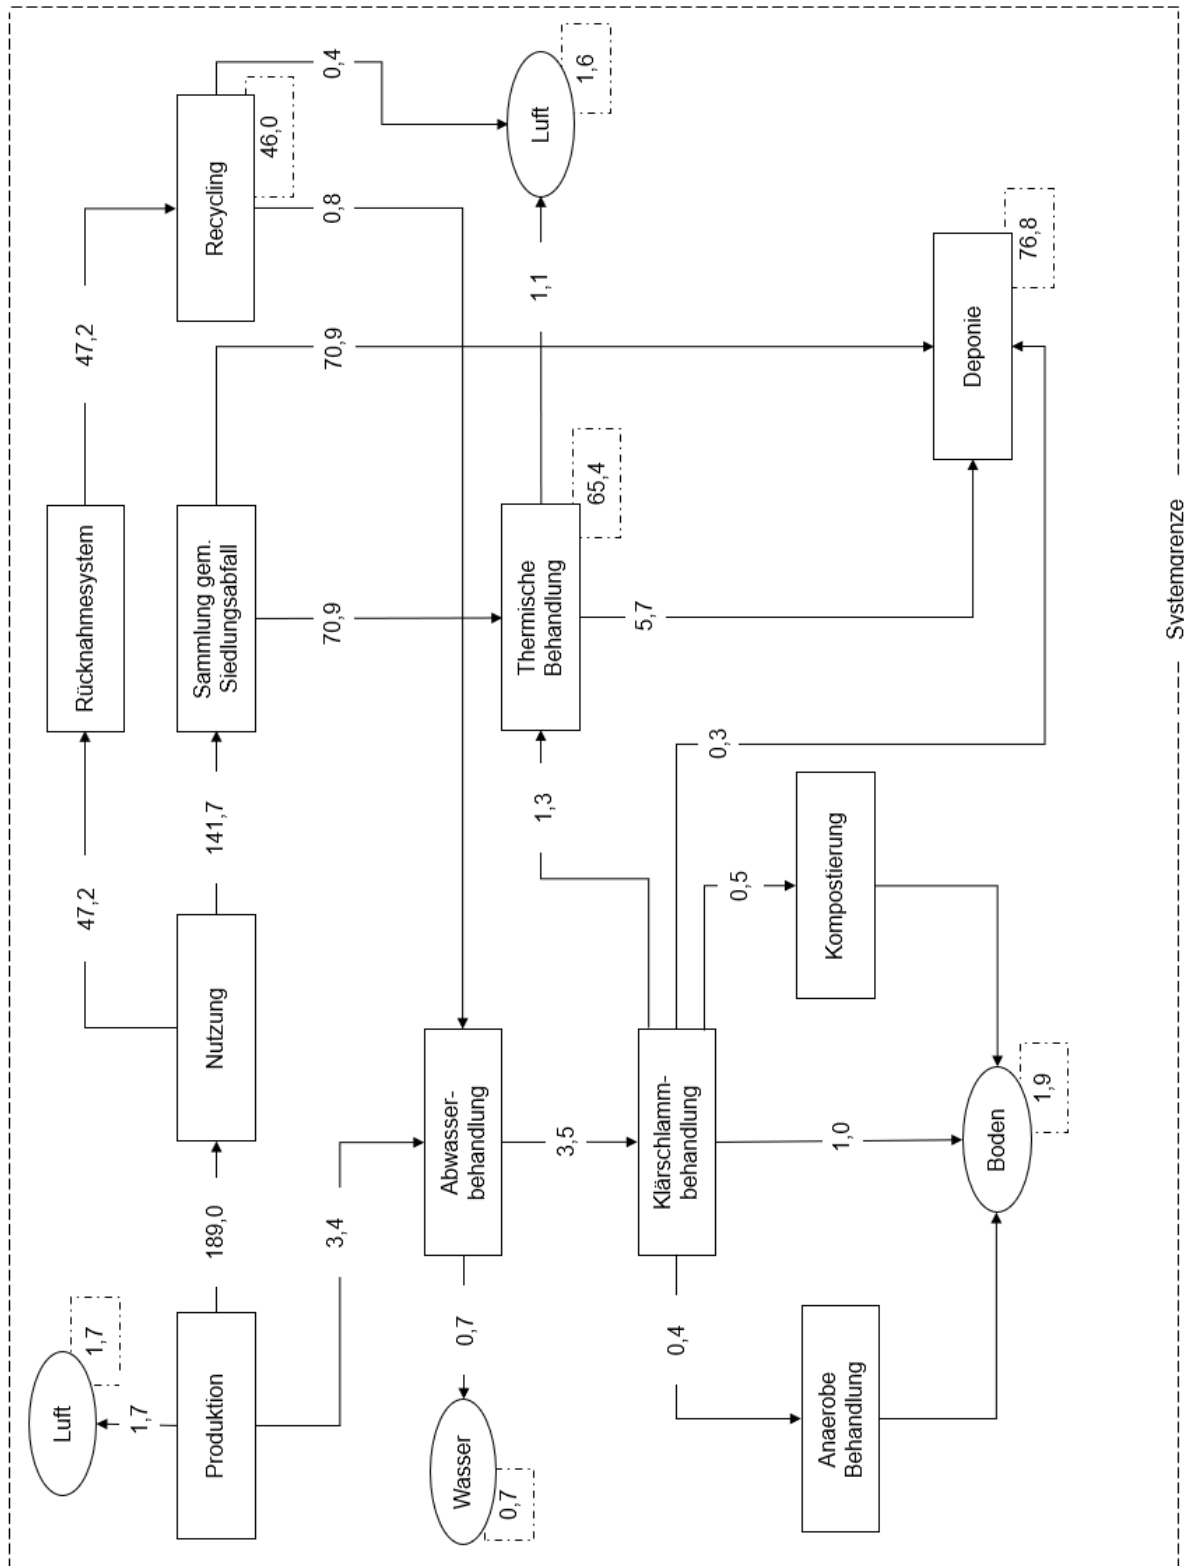 Luft
1,7
1,7
Produktion
189,0
Nutzung
47,2
Rücknahmesystem
47,2
141,7
Sammlung gem.
Siedlungsabfall
Recycling
46,0
0,4
0,8
70,9
70,9
3,4
Wasser
0,7
0,7
Abwasser-
behandlung
3,5
Thermische
Behandlung
65,4
1,1
Luft
1,6
1,3
5,7
0,4
Klärschlamm-
behandlung
0,3
0,5
1,0
Anaerobe
Behandlung
Kompostierung
Boden
1,9
Deponie
76,8
Systemgrenze